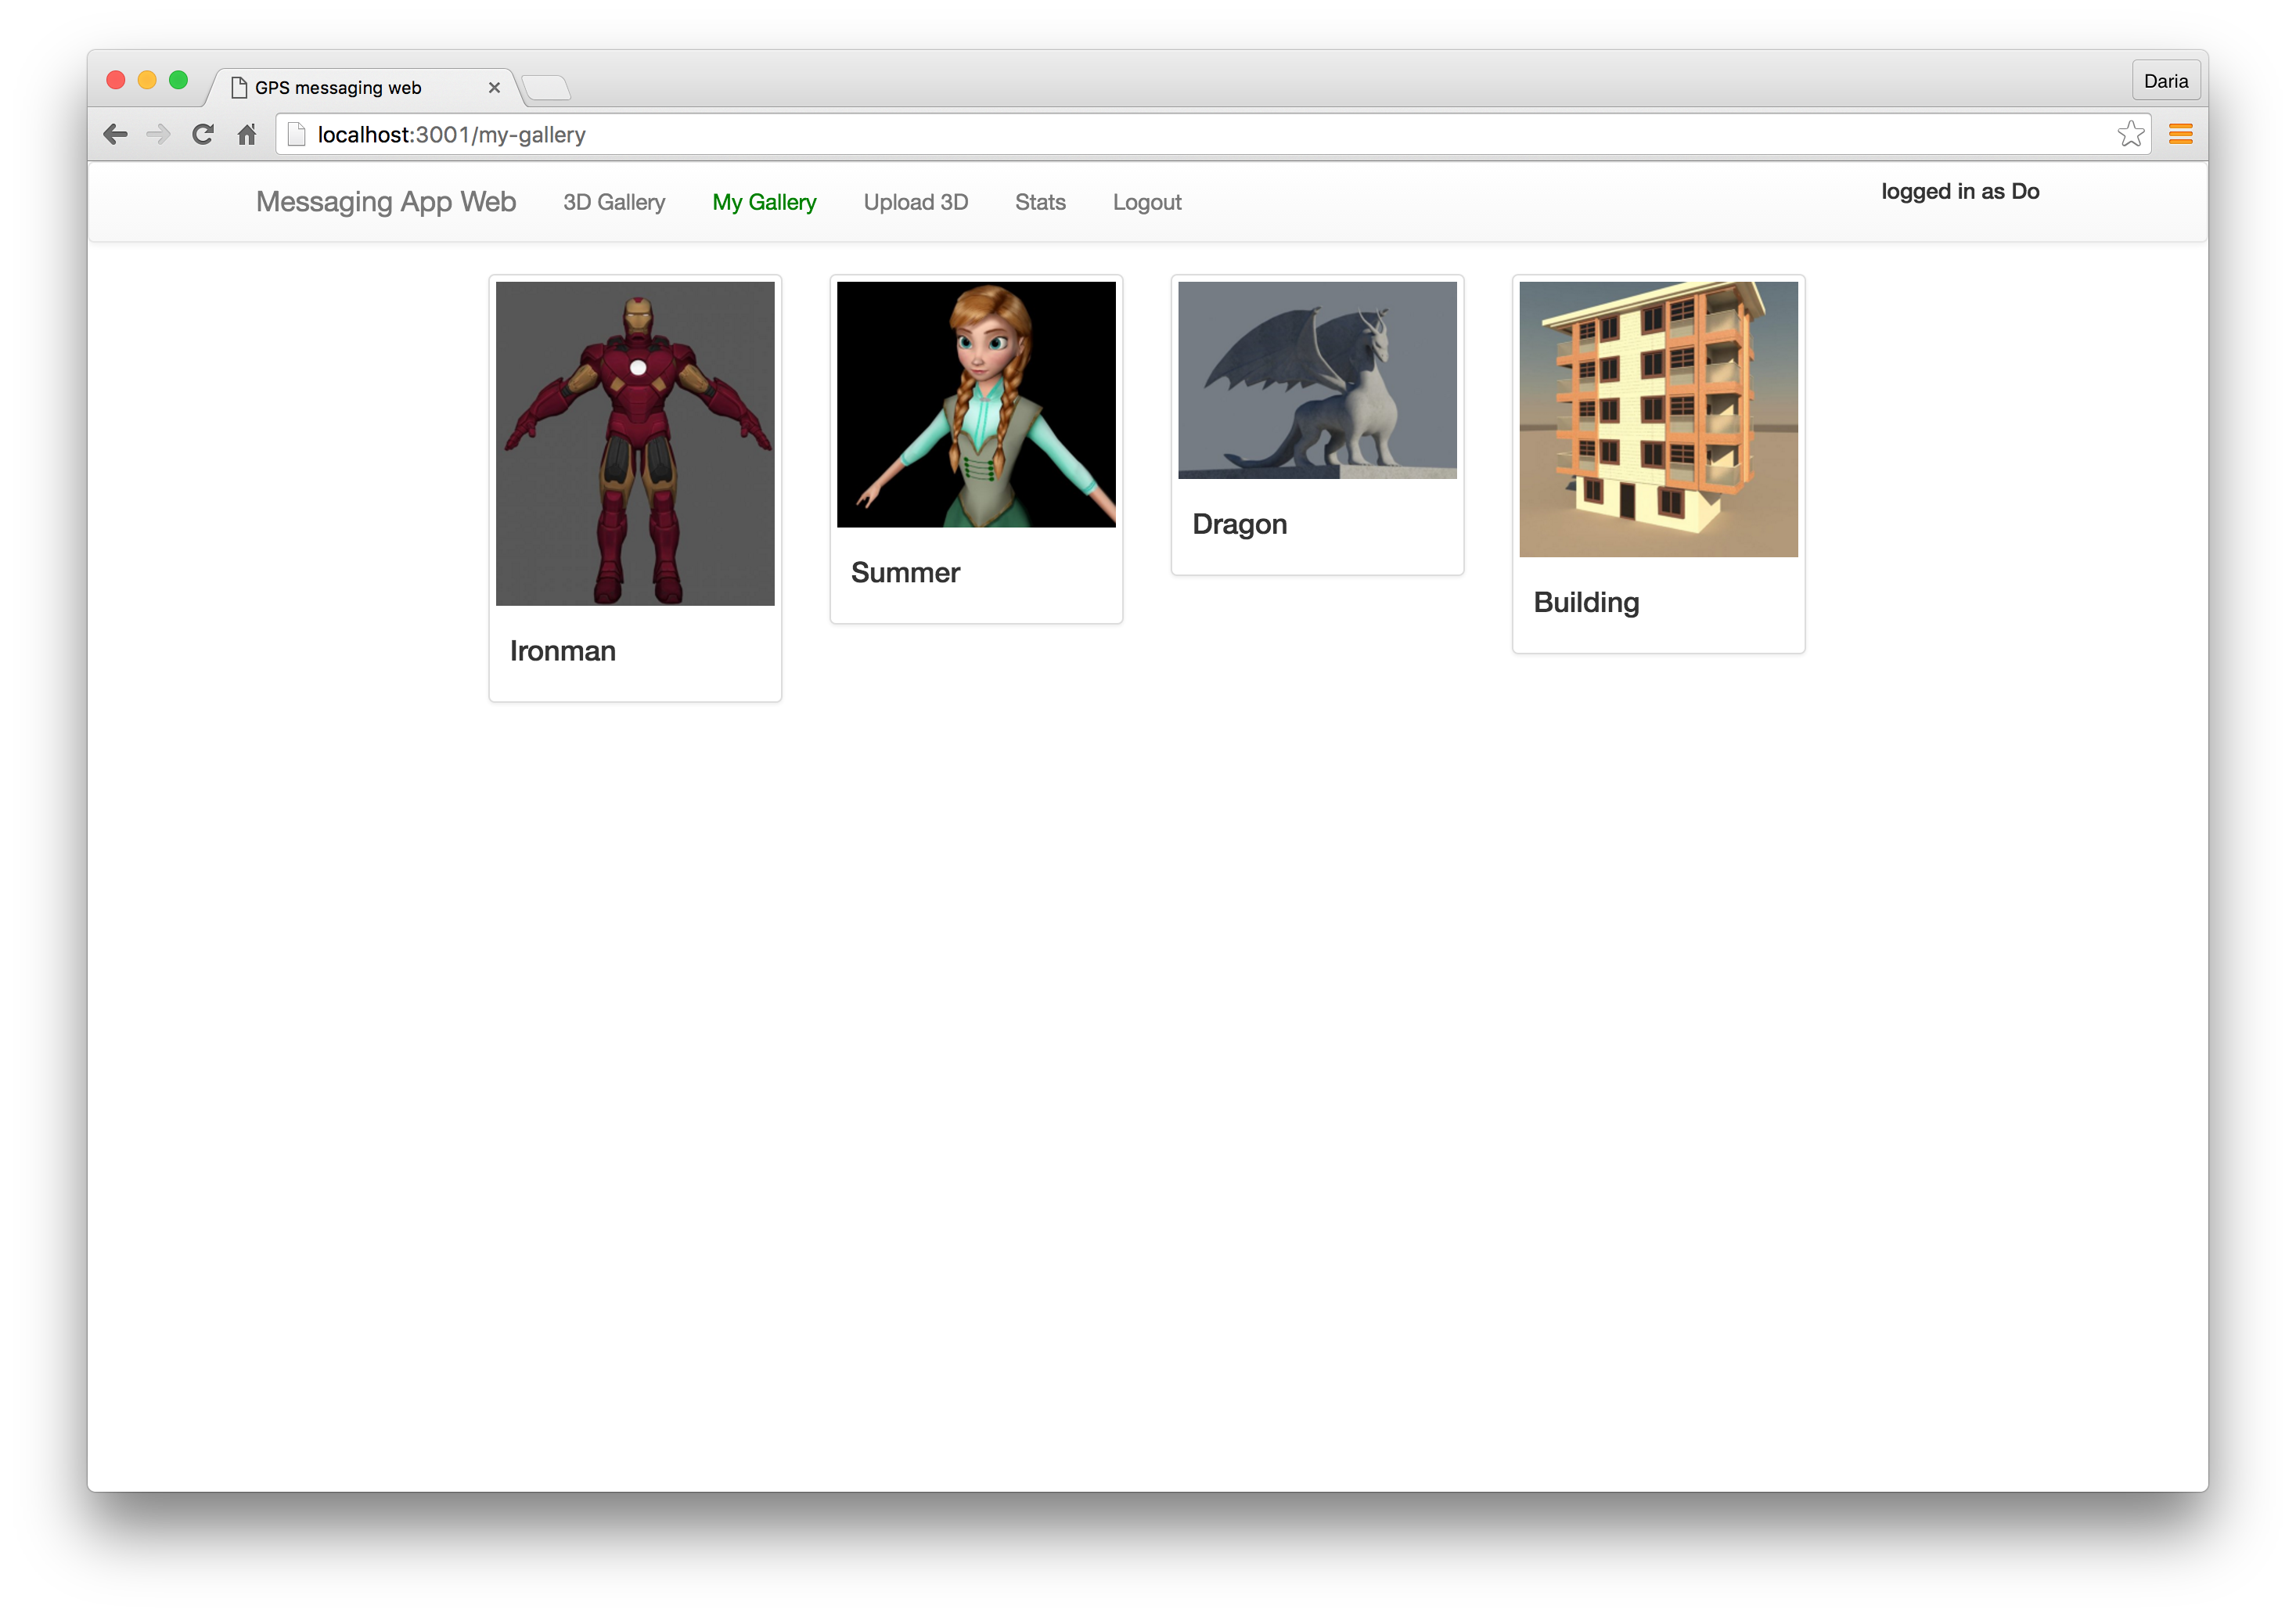 GPS messaging web
Daria
localhost:3001/my-gallery
Messaging App Web 3D Gallery My Gallery Upload 3D Stats Logout
logged in as Do
Ironman
Summer
Dragon
Building